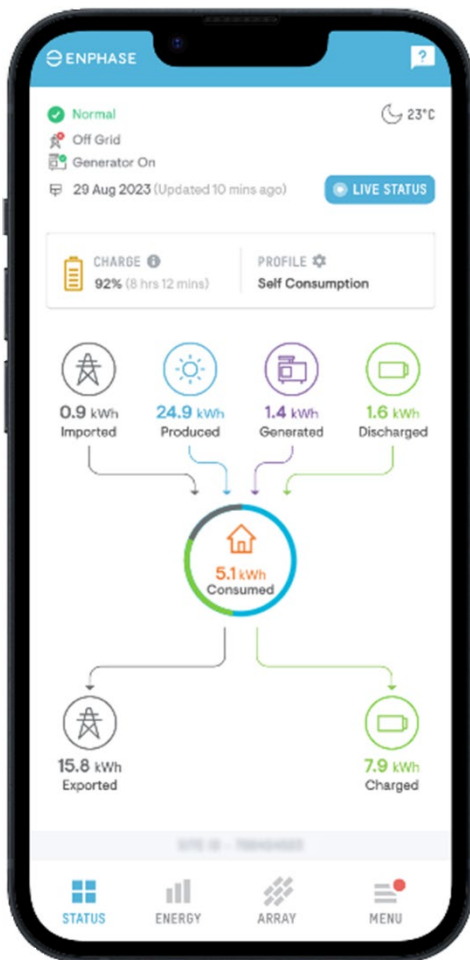 ENPHASE
?
Normal
23°C
Off Grid
Generator On
29 Aug 2023 (Updated 10 mins ago)
LIVE STATUS
CHARGE
92% (8 hrs 12 mins)
PROFILE
Self Consumption
0.9 kWh
Imported
24.9 kWh
Produced
1.4 kWh
Generated
1.6 kWh
Discharged
5.1 kWh
Consumed
15.8 kWh
Exported
7.9 kWh
Charged
STATUS
ENERGY
ARRAY
MENU